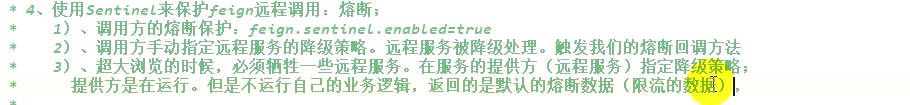 * 4、使用Sentinel来保护feign远程调用：熔断；
*    1）、调用方的熔断保护：feign.sentinel.enabled=true
*    2）、调用方手动指定远程服务的降级策略。远程服务被降级处理。触发我们的熔断回调方法
*    3）、超大浏览的时候，必须牺牲一些远程服务。在服务的提供方（远程服务）指定降级策略；
*      提供方是在运行。但是不运行自己的业务逻辑，返回的是默认的熔断数据（限流的数据），
*